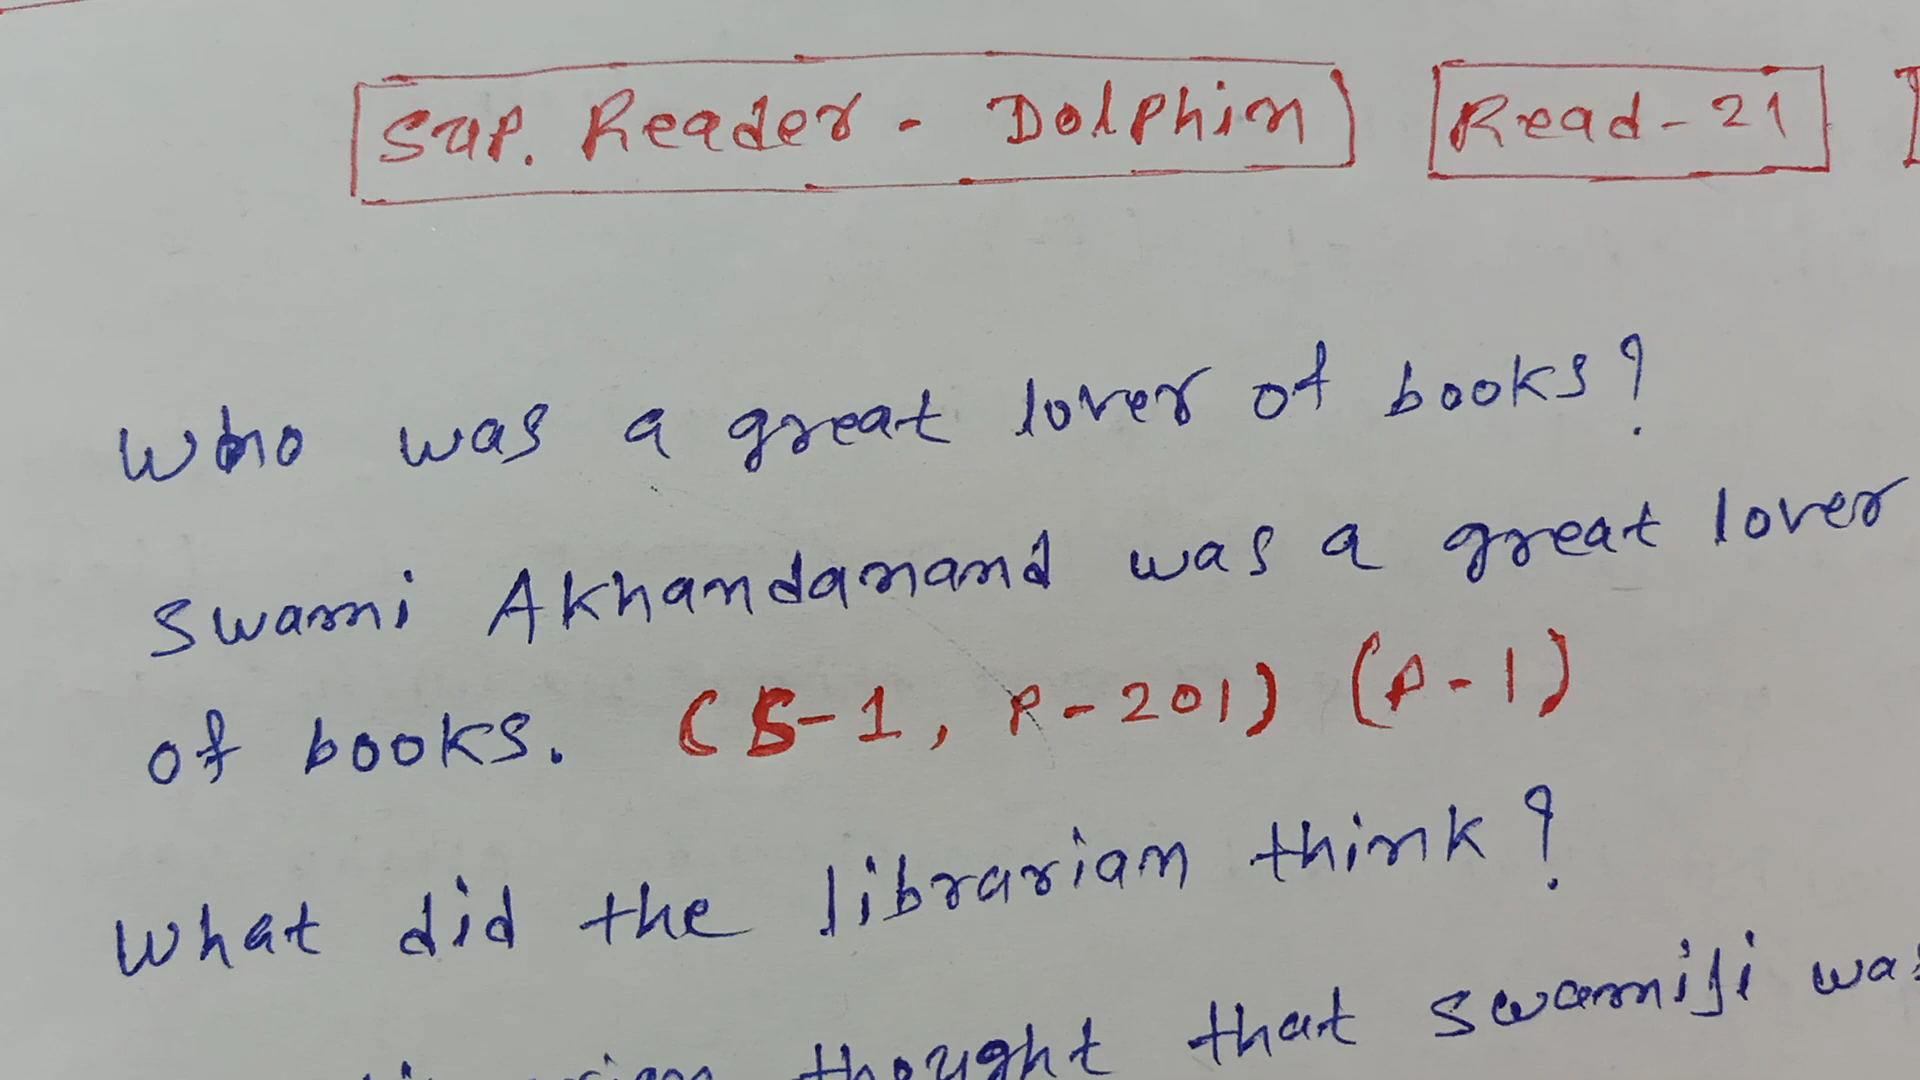 Sup. Reader - Dolphin Read-21
Who was a great lover of books?
Swami Akhandanand was a great lover
of books. (S-1, P-201) (P-1)
What did the librarian think?
thought that swamiji was